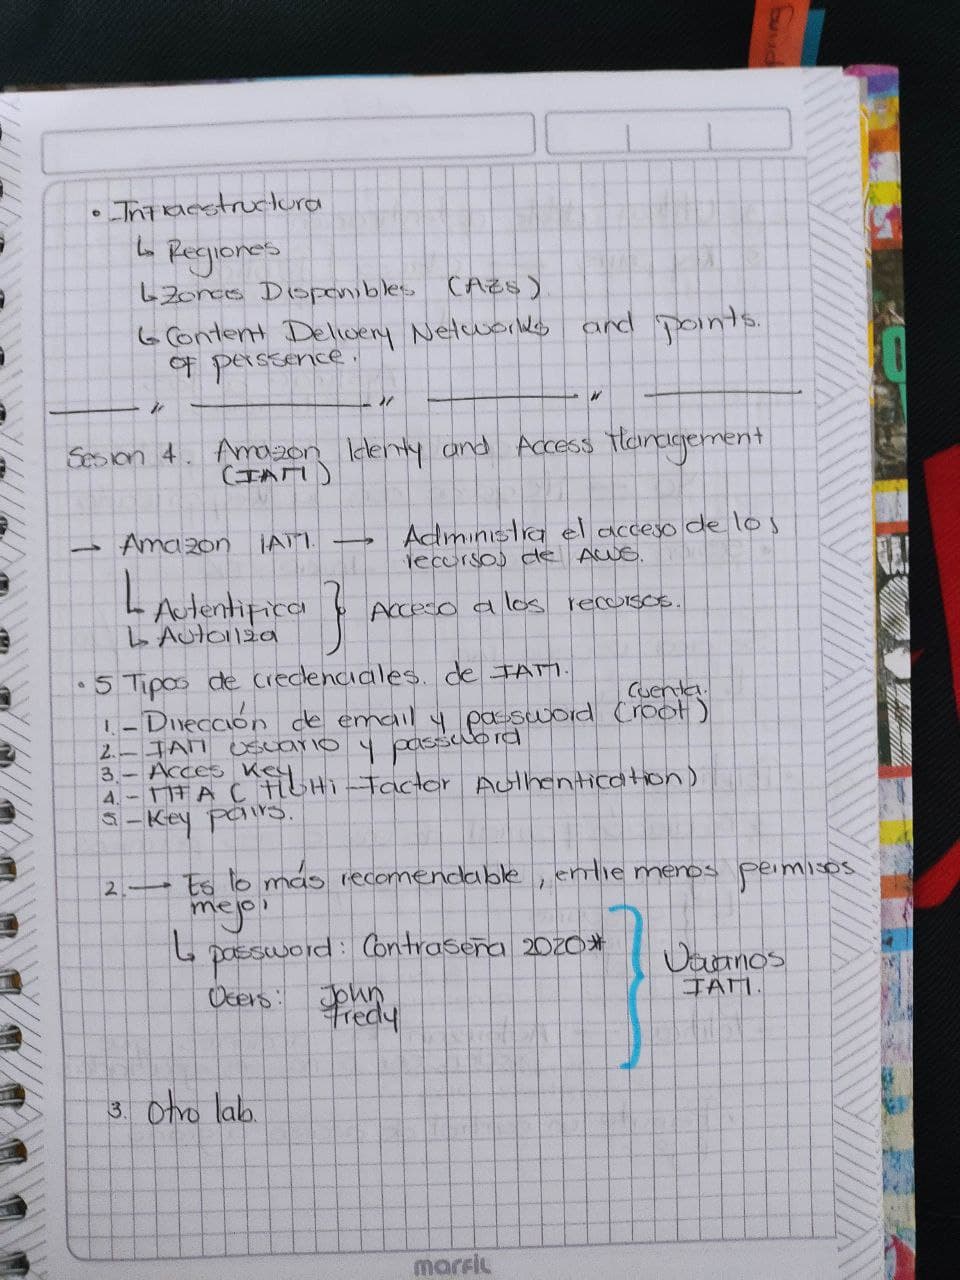 • Infraestructura
↳ Regiones
↳ Zonas Disponibles (AZs)
↳ Content Delivery Networks and points.
of perssence.
Sesion 4. Amazon Identy and Access Management
(IAM)
→ Amazon IAM. → Administra el acceso de los
recursos de AWS.
↳ Autentifica } Acceso a los recursos.
↳ Autoriza
• 5 Tipos de credenciales. de IAM.
cuenta.
1.- Dirección de email y password (root)
2.- IAM usuario y password
3.- Acces Key
4.- MFA (Multi-Factor Authentication)
5.- Key pairs.
2. → Es lo más recomendable, entre menos permisos
mejor
↳ password: Contraseña 2020*
Users: John
Fredy
} Usuarios
IAM.
3. Otro lab.
marfil